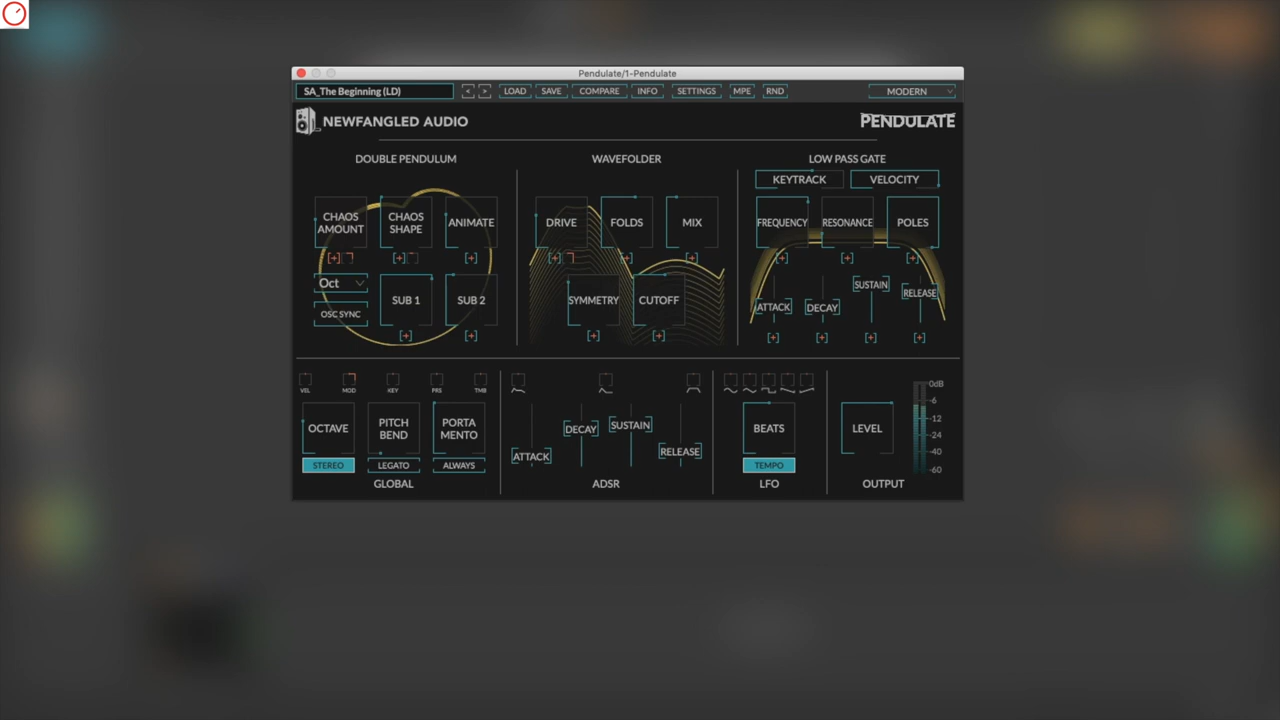 Pendulate/1-Pendulate
SA_The Beginning (LD) < > LOAD SAVE COMPARE INFO SETTINGS MPE RND MODERN
NEWFANGLED AUDIO PENDULATE
DOUBLE PENDULUM WAVEFOLDER LOW PASS GATE
KEYTRACK VELOCITY
CHAOS AMOUNT CHAOS SHAPE ANIMATE DRIVE FOLDS MIX FREQUENCY RESONANCE POLES
[+] [+] [+] [+] [+] [+] [+] [+] [+]
Oct SUB 1 SUB 2 SYMMETRY CUTOFF ATTACK DECAY SUSTAIN RELEASE
OSC SYNC
[+] [+] [+] [+] [+] [+] [+] [+]
VEL MOD KEY PRS TMB
OCTAVE PITCH BEND PORTA MENTO ATTACK DECAY SUSTAIN RELEASE BEATS LEVEL
0dB
-6
-12
-24
-40
-60
STEREO LEGATO ALWAYS TEMPO
GLOBAL ADSR LFO OUTPUT